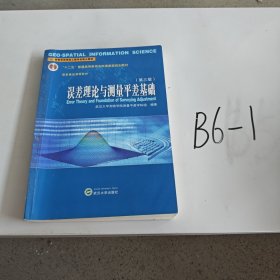 GEO-SPATIAL INFORMATION SCIENCE
"十二五"普通高等教育本科国家级规划教材
(第三版)
误差理论与测量平差基础
Error Theory and Foundation of Surveying Adjustment
武汉大学测绘学院测量平差学科组 编著
武汉大学出版社
B6-1